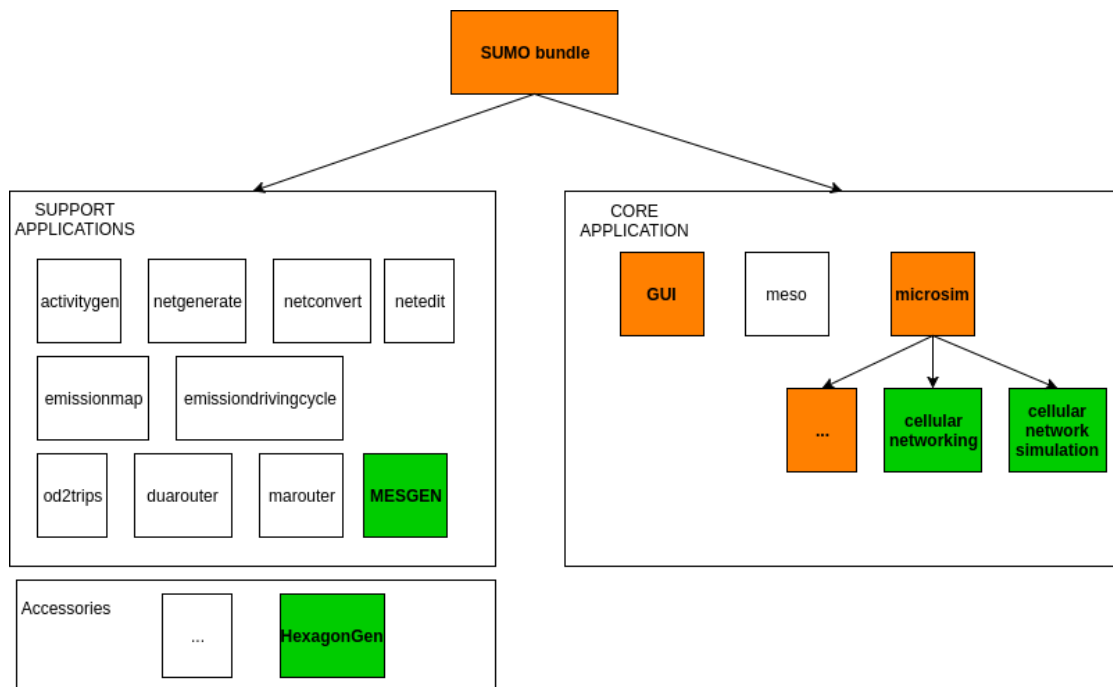 SUMO bundle
SUPPORT
APPLICATIONS
activitygen
netgenerate
netconvert
netedit
emissionmap
emissiondrivingcycle
od2trips
duarouter
marouter
MESGEN
Accessories
...
HexagonGen
CORE
APPLICATION
GUI
meso
microsim
...
cellular
networking
cellular
network
simulation